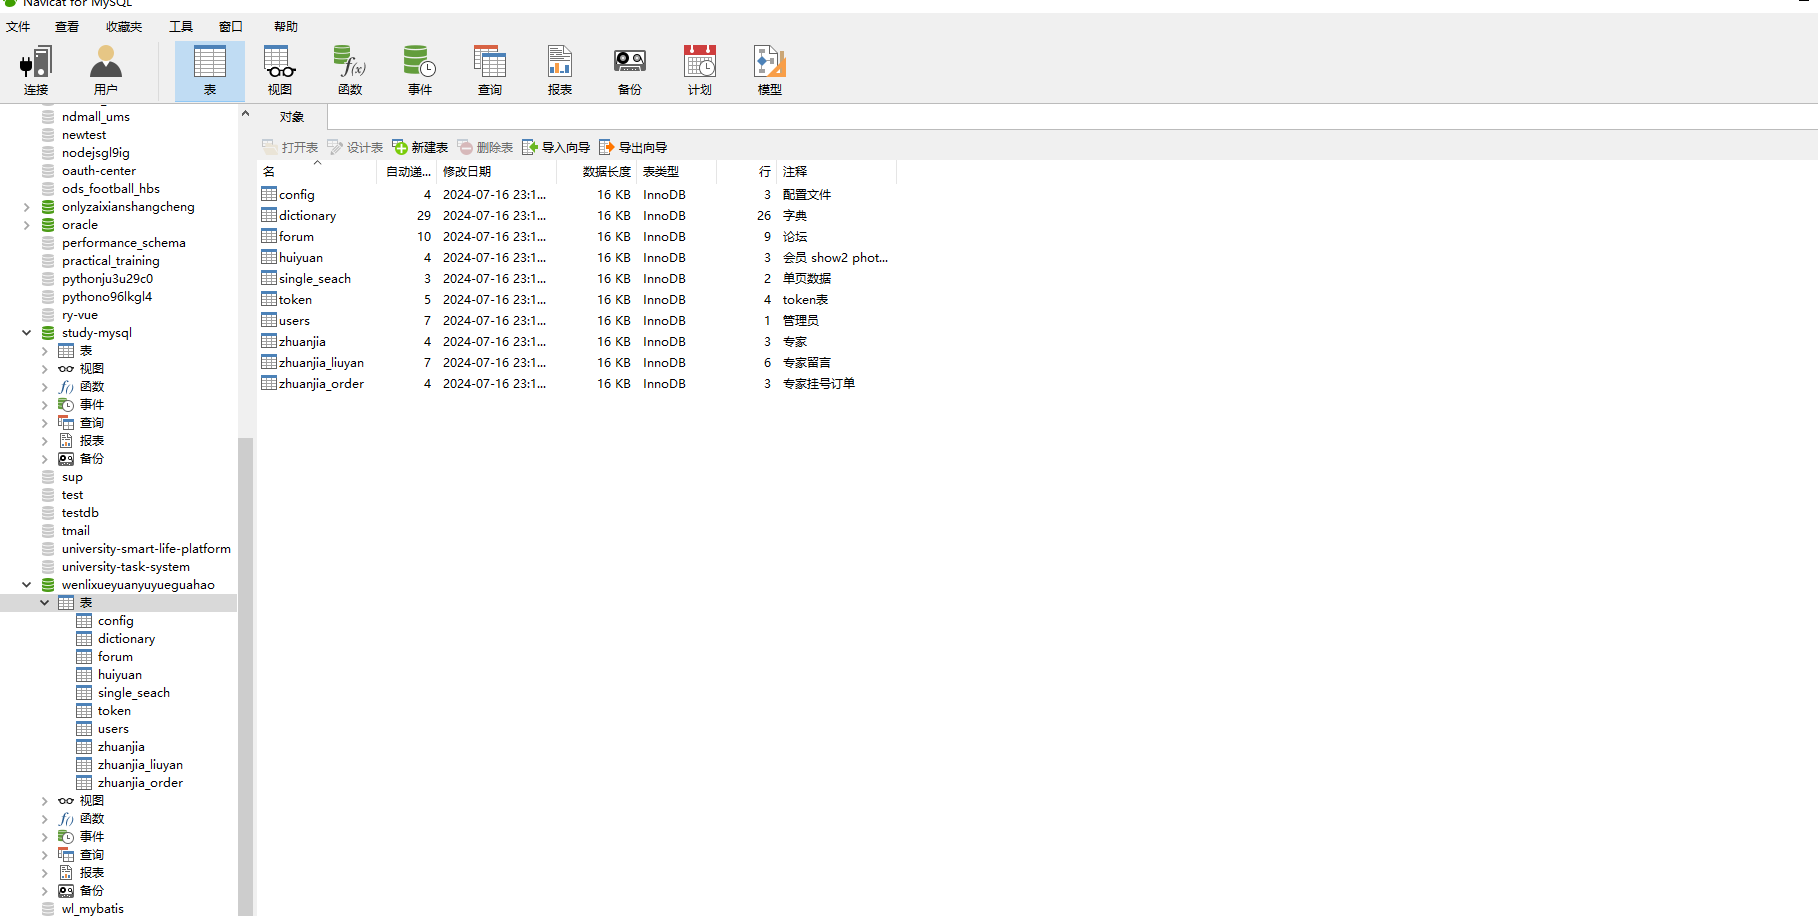 Navicat for MySQL
文件 查看 收藏夹 工具 窗口 帮助
连接 用户 表 视图 函数 事件 查询 报表 备份 计划 模型
ndmall_ums
newtest
nodejsgl9ig
oauth-center
ods_football_hbs
onlyzaixianshangcheng
oracle
performance_schema
practical_training
pythonju3u29c0
pythono96lkgl4
ry-vue
study-mysql
表
视图
函数
事件
查询
报表
备份
sup
test
testdb
tmail
university-smart-life-platform
university-task-system
wenlixueyuanyuyueguahao
表
config
dictionary
forum
huiyuan
single_seach
token
users
zhuanjia
zhuanjia_liuyan
zhuanjia_order
视图
函数
事件
查询
报表
备份
wl_mybatis
对象
打开表 设计表 新建表 删除表 导入向导 导出向导
名 自动递... 修改日期 数据长度 表类型 行 注释
config 4 2024-07-16 23:1... 16 KB InnoDB 3 配置文件
dictionary 29 2024-07-16 23:1... 16 KB InnoDB 26 字典
forum 10 2024-07-16 23:1... 16 KB InnoDB 9 论坛
huiyuan 4 2024-07-16 23:1... 16 KB InnoDB 3 会员 show2 phot...
single_seach 3 2024-07-16 23:1... 16 KB InnoDB 2 单页数据
token 5 2024-07-16 23:1... 16 KB InnoDB 4 token表
users 7 2024-07-16 23:1... 16 KB InnoDB 1 管理员
zhuanjia 4 2024-07-16 23:1... 16 KB InnoDB 3 专家
zhuanjia_liuyan 7 2024-07-16 23:1... 16 KB InnoDB 6 专家留言
zhuanjia_order 4 2024-07-16 23:1... 16 KB InnoDB 3 专家挂号订单